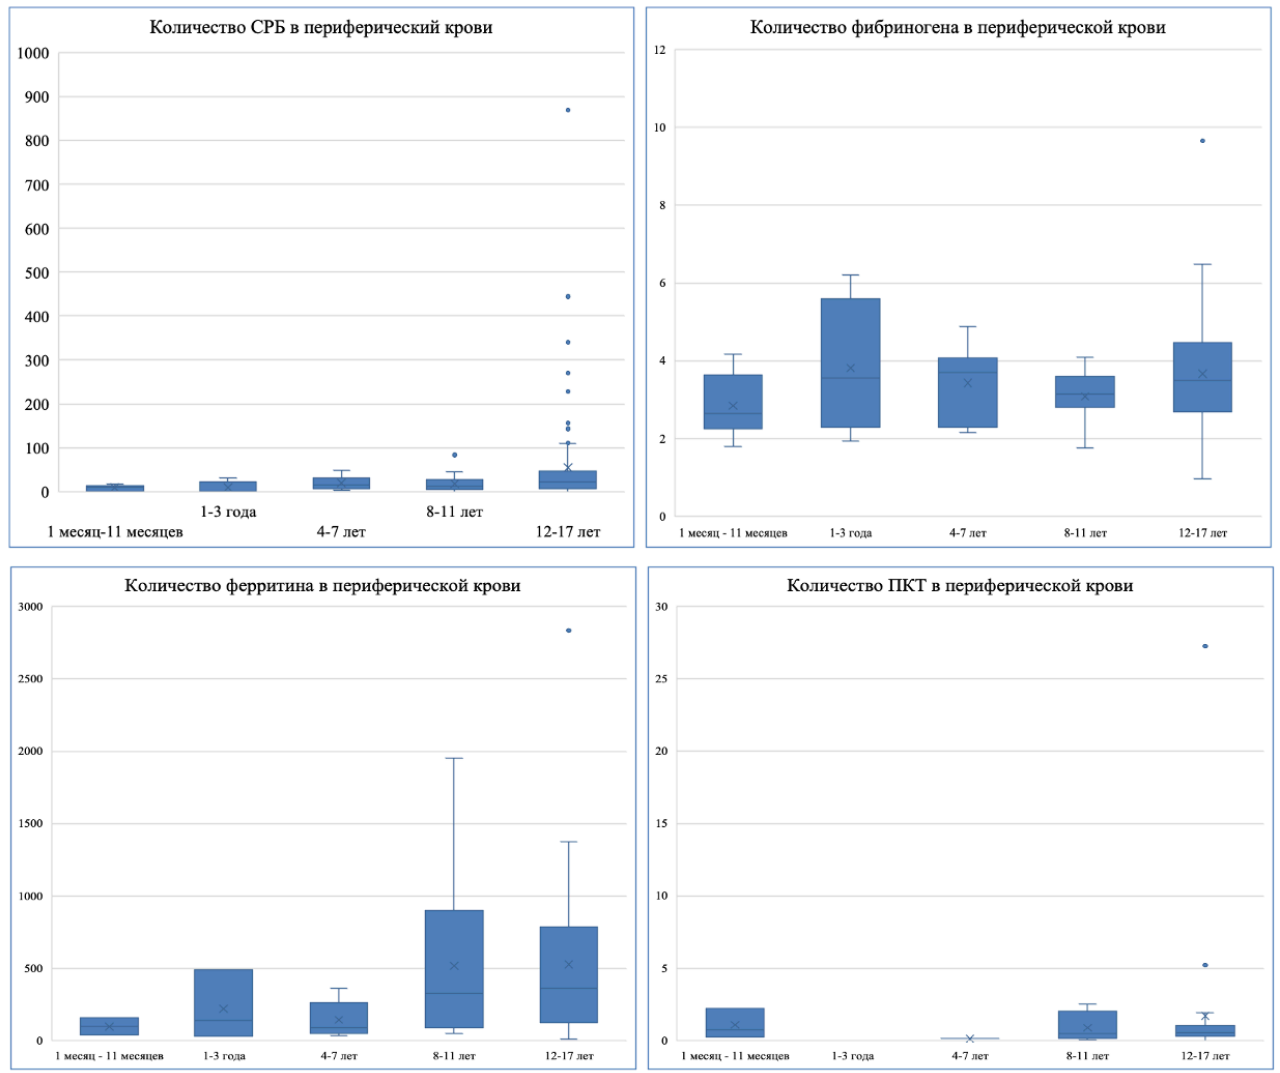 Количество СРБ в периферический крови
1000
900
800
700
600
500
400
300
200
100
0
1-3 года
8-11 лет
1 месяц-11 месяцев
4-7 лет
12-17 лет
Количество фибриногена в периферической крови
12
10
8
6
4
2
0
1 месяц - 11 месяцев
1-3 года
4-7 лет
8-11 лет
12-17 лет
Количество ферритина в периферической крови
3000
2500
2000
1500
1000
500
0
1 месяц - 11 месяцев
1-3 года
4-7 лет
8-11 лет
12-17 лет
Количество ПКТ в периферической крови
30
25
20
15
10
5
0
1 месяц - 11 месяцев
1-3 года
4-7 лет
8-11 лет
12-17 лет